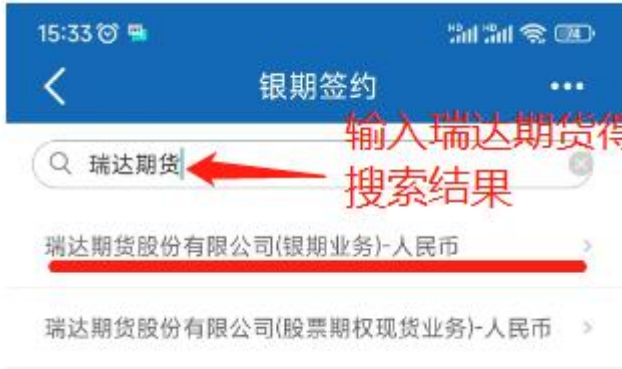 15:33
74
银期签约
输入瑞达期货得
瑞达期货
搜索结果
瑞达期货股份有限公司(银期业务)-人民币
瑞达期货股份有限公司(股票期权现货业务)-人民币